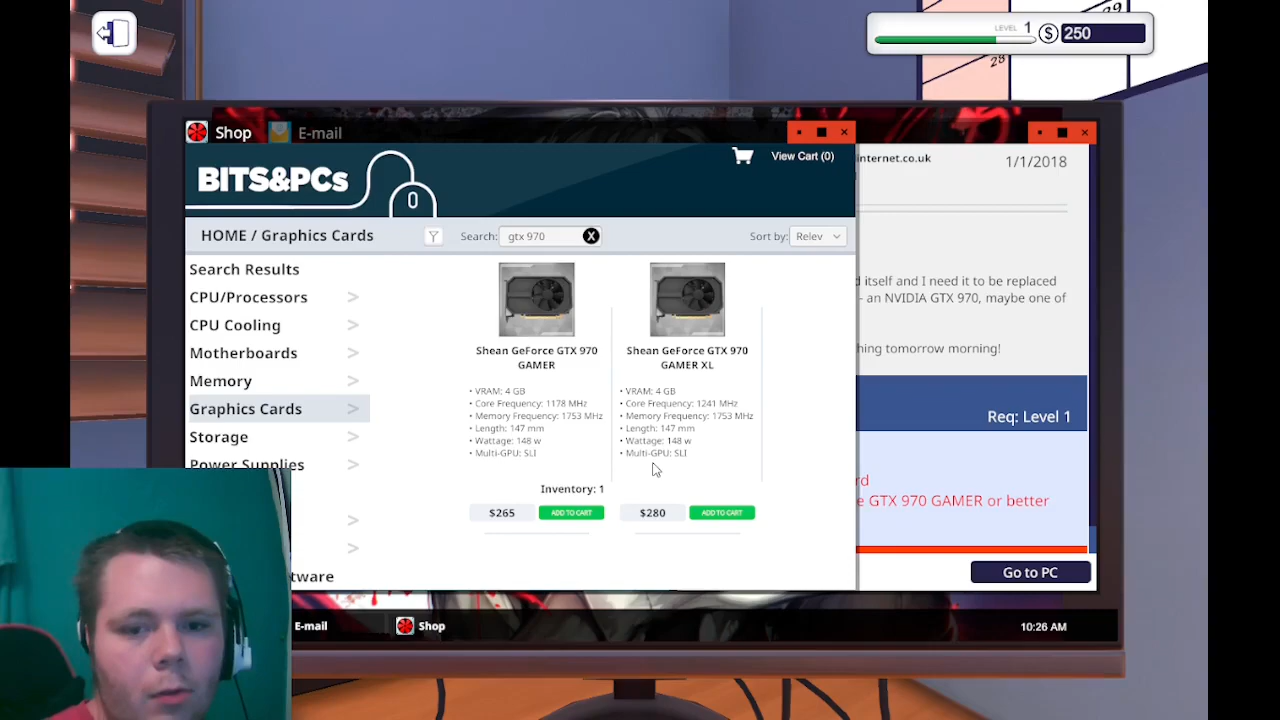 LEVEL 1
$ 250
29
28
Shop
E-mail
BITS&PCs
View Cart (0)
internet.co.uk
1/1/2018
HOME / Graphics Cards
Search:
gtx 970
X
Sort by:
Relev
Search Results
CPU/Processors >
CPU Cooling >
Motherboards >
Memory >
Graphics Cards >
Storage >
Power Supplies >
>
>
tware
Shean GeForce GTX 970
GAMER
• VRAM: 4 GB
• Core Frequency: 1178 MHz
• Memory Frequency: 1753 MHz
• Length: 147 mm
• Wattage: 148 w
• Multi-GPU: SLI
Inventory: 1
$265
ADD TO CART
Shean GeForce GTX 970
GAMER XL
• VRAM: 4 GB
• Core Frequency: 1241 MHz
• Memory Frequency: 1753 MHz
• Length: 147 mm
• Wattage: 148 w
• Multi-GPU: SLI
$280
ADD TO CART
d itself and I need it to be replaced
- an NVIDIA GTX 970, maybe one of
hing tomorrow morning!
Req: Level 1
rd
e GTX 970 GAMER or better
Go to PC
E-mail
Shop
10:26 AM